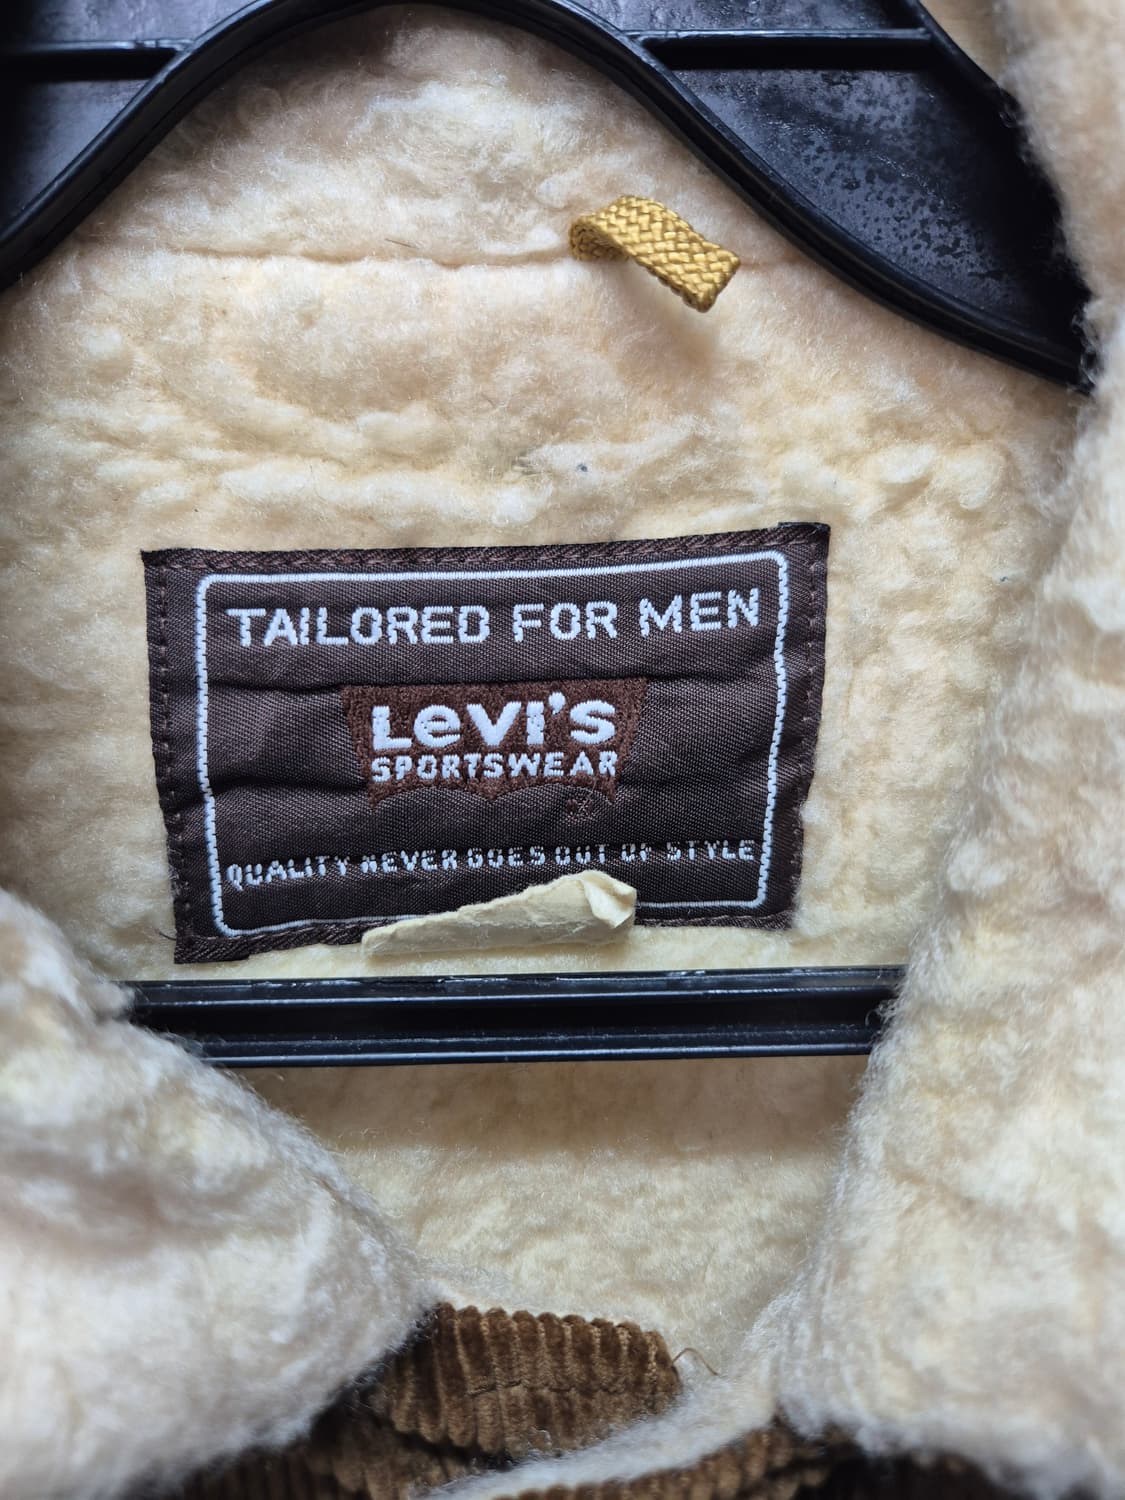 TAILORED FOR MEN
Levi's
SPORTSWEAR
QUALITY NEVER GOES OUT OF STYLE